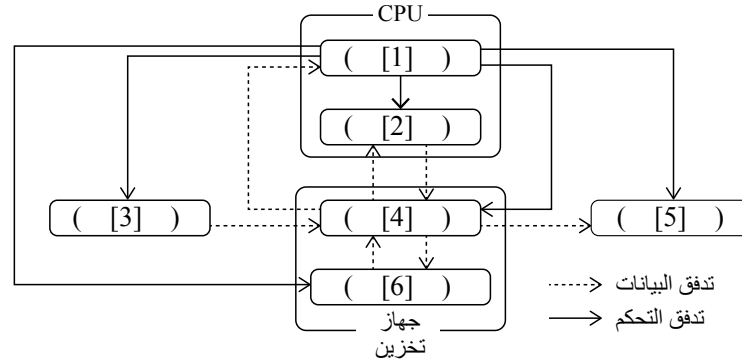 CPU
( [1] )
( [2] )
( [3] )
( [4] )
( [5] )
( [6] )
تدفق البيانات
تدفق التحكم
جهاز
تخزين